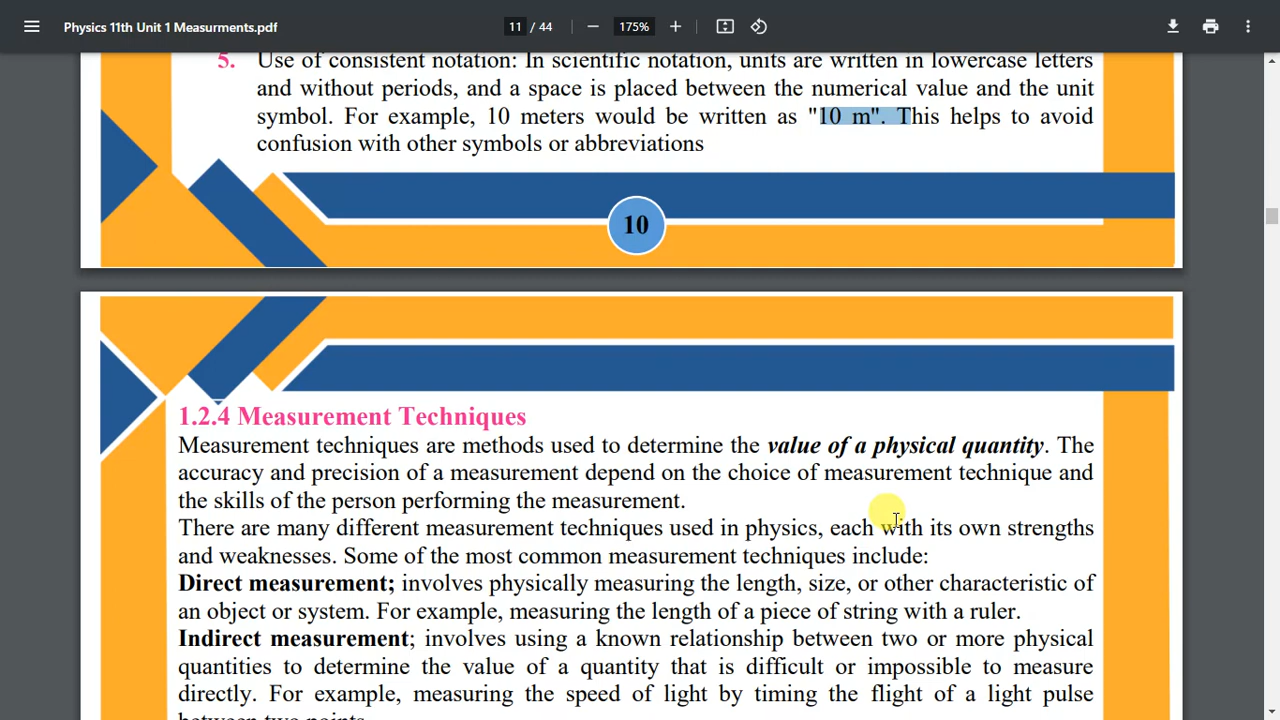 Physics 11th Unit 1 Measurments.pdf
11 / 44
175%
5. Use of consistent notation: In scientific notation, units are written in lowercase letters
and without periods, and a space is placed between the numerical value and the unit
symbol. For example, 10 meters would be written as "10 m". This helps to avoid
confusion with other symbols or abbreviations
10
1.2.4 Measurement Techniques
Measurement techniques are methods used to determine the value of a physical quantity. The
accuracy and precision of a measurement depend on the choice of measurement technique and
the skills of the person performing the measurement.
There are many different measurement techniques used in physics, each with its own strengths
and weaknesses. Some of the most common measurement techniques include:
Direct measurement; involves physically measuring the length, size, or other characteristic of
an object or system. For example, measuring the length of a piece of string with a ruler.
Indirect measurement; involves using a known relationship between two or more physical
quantities to determine the value of a quantity that is difficult or impossible to measure
directly. For example, measuring the speed of light by timing the flight of a light pulse
between two points